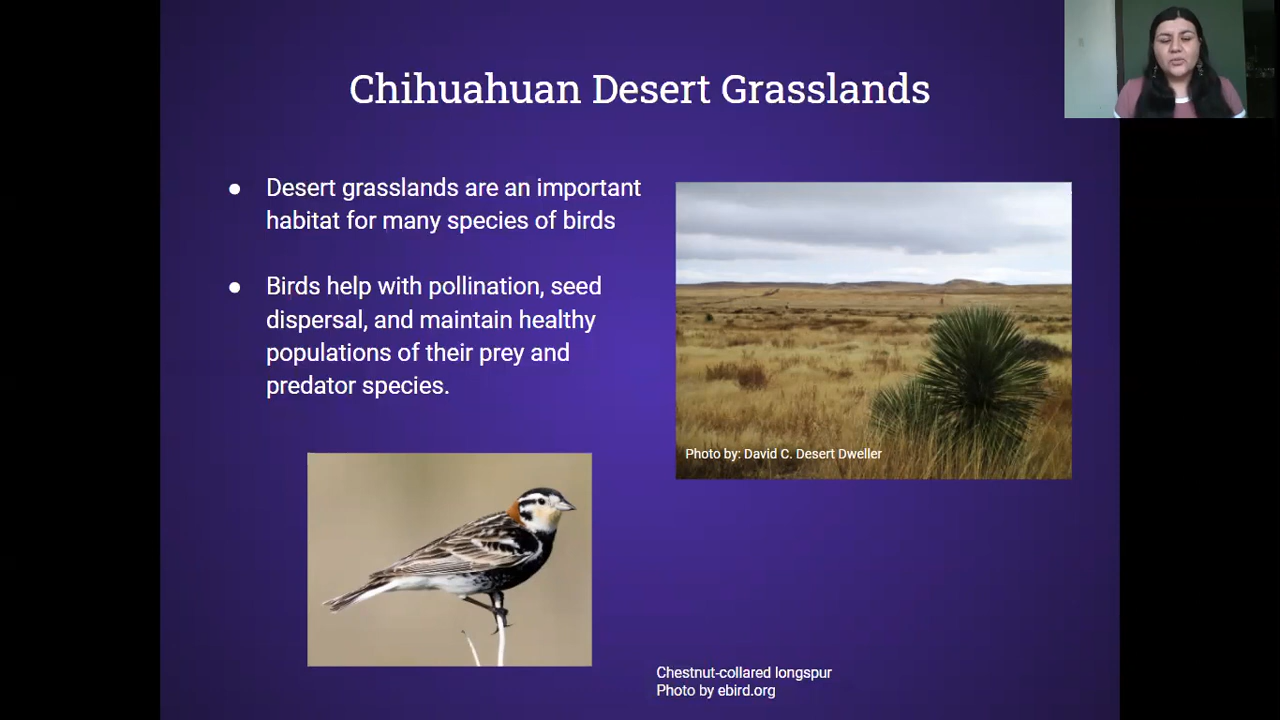 Chihuahuan Desert Grasslands
● Desert grasslands are an important
habitat for many species of birds
● Birds help with pollination, seed
dispersal, and maintain healthy
populations of their prey and
predator species.
Photo by: David C. Desert Dweller
Chestnut-collared longspur
Photo by ebird.org